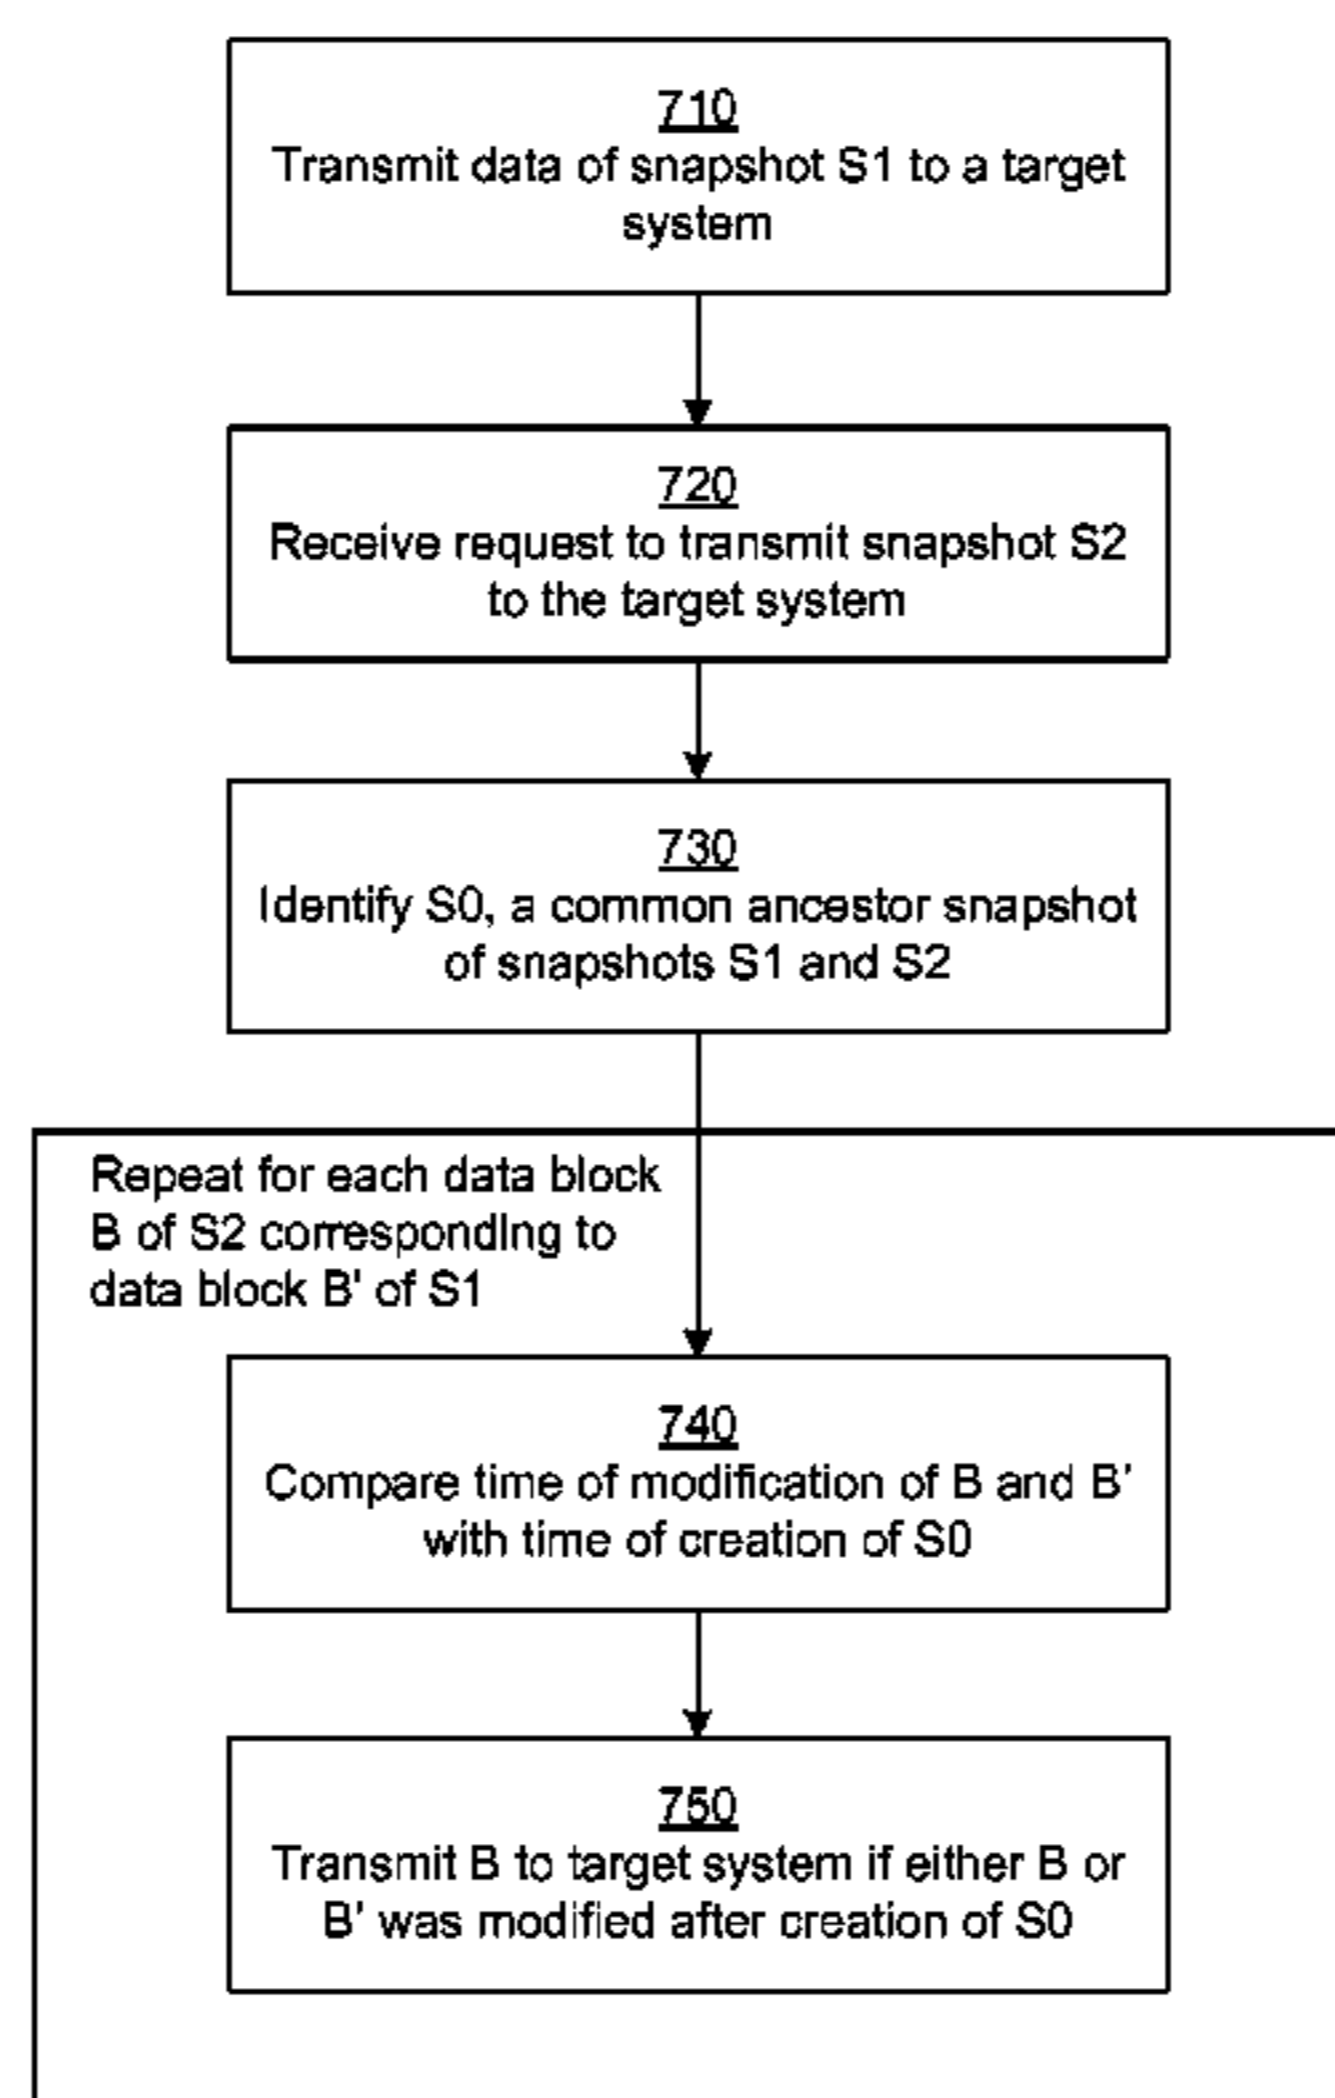 710
Transmit data of snapshot S1 to a target
system
720
Receive request to transmit snapshot S2
to the target system
730
Identify S0, a common ancestor snapshot
of snapshots S1 and S2
Repeat for each data block
B of S2 corresponding to
data block B' of S1
740
Compare time of modification of B and B'
with time of creation of S0
750
Transmit B to target system if either B or
B' was modified after creation of S0